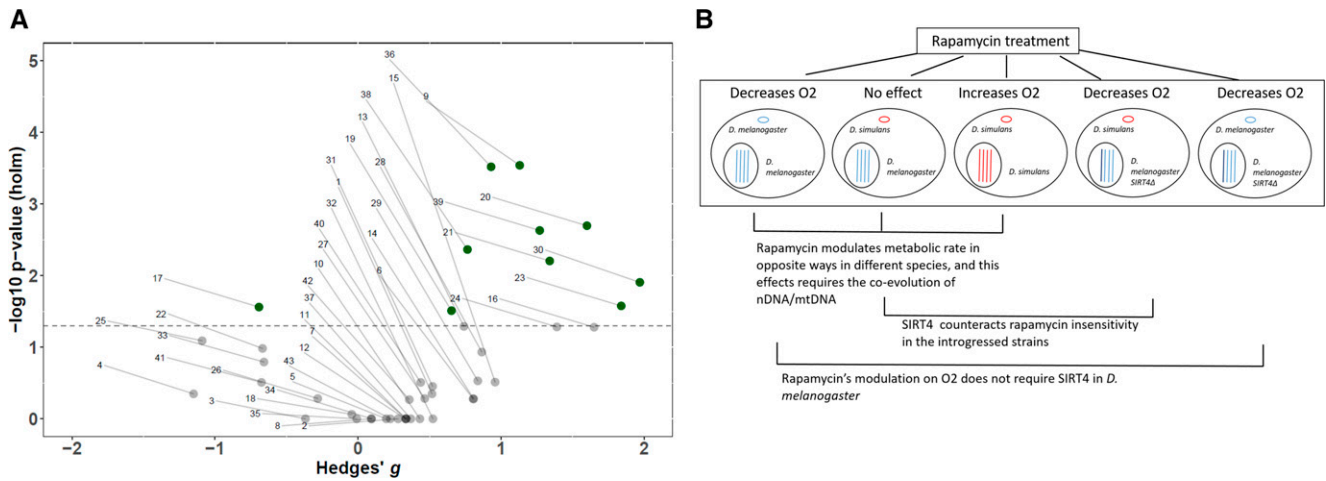 A
−log10 p−value (holm)
5
4
3
2
1
0
−2
−1
0
1
2
Hedges' g
36
15
9
38
13
19
28
31
1
20
29
39
32
40
14
21
27
30
10
6
17
42
23
37
24
16
22
25
11
33
7
12
41
43
4
26
5
34
3
18
35
8
2
B
Rapamycin treatment
Decreases O2
No effect
Increases O2
Decreases O2
Decreases O2
D. melanogaster
D. melanogaster
D. simulans
D. melanogaster
D. simulans
D. simulans
D. simulans
D. melanogaster SIRT4Δ
D. melanogaster
D. melanogaster SIRT4Δ
Rapamycin modulates metabolic rate in
opposite ways in different species, and this
effects requires the co-evolution of
nDNA/mtDNA
SIRT4 counteracts rapamycin insensitivity
in the introgressed strains
Rapamycin's modulation on O2 does not require SIRT4 in D.
melanogaster